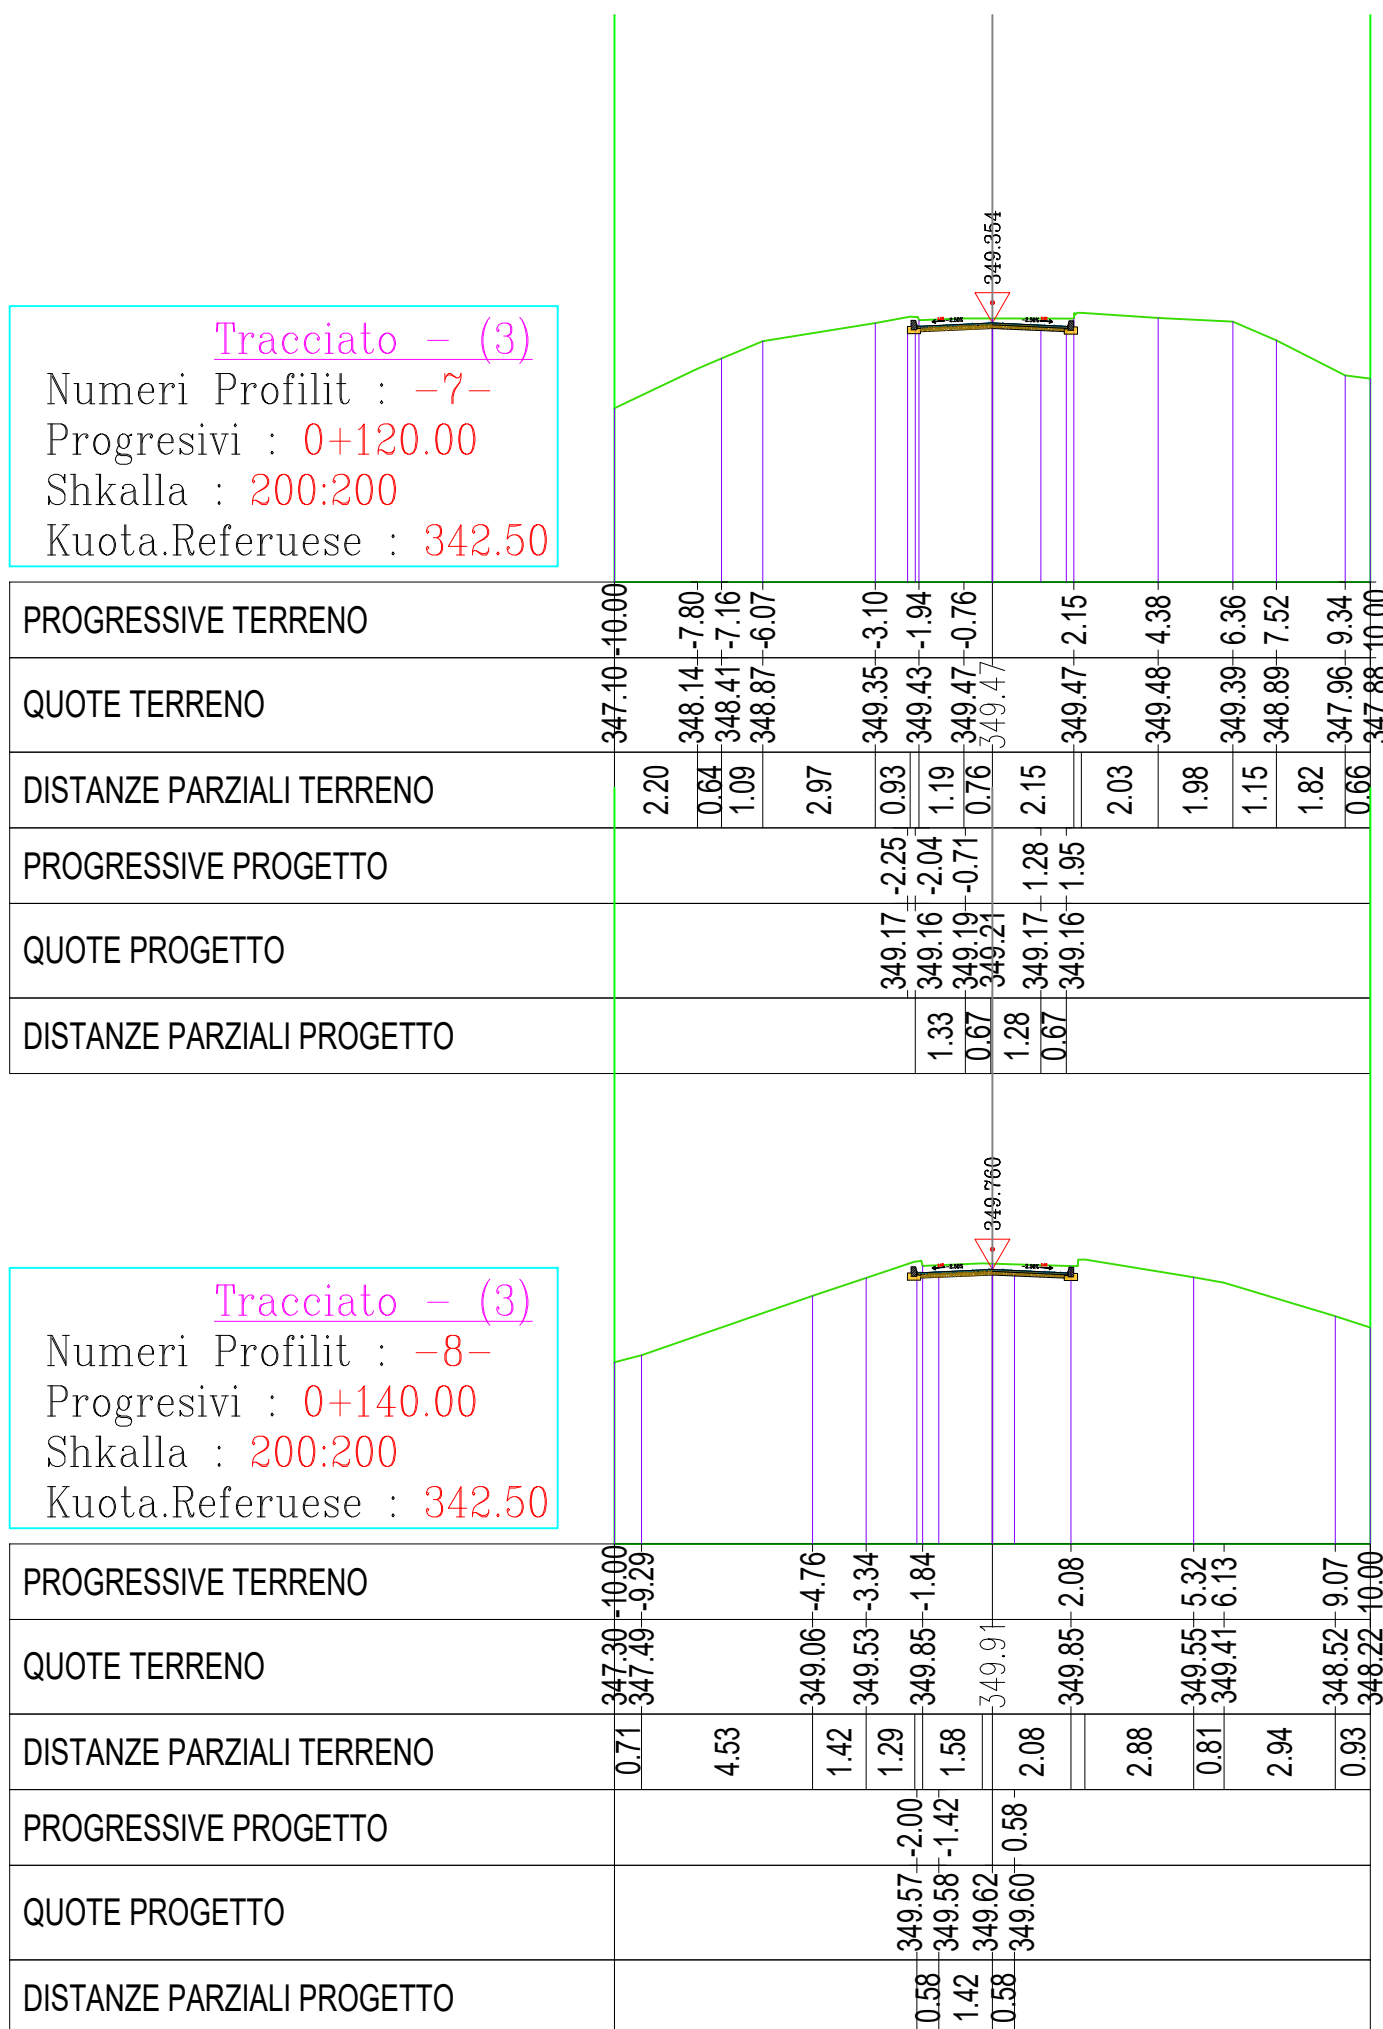 349.354
Tracciato - (3)
Numeri Profilit : -7-
Progresivi : 0+120.00
Shkalla : 200:200
Kuota.Referuese : 342.50
-2.50% -2.50%
PROGRESSIVE TERRENO -10.00 -7.80 -7.16 -6.07 -3.10 -1.94 -0.76 2.15 4.38 6.36 7.52 9.34 10.00
QUOTE TERRENO 347.10 348.14 348.41 348.87 349.35 349.43 349.47 349.47 349.47 349.48 349.39 348.89 347.96 347.88
DISTANZE PARZIALI TERRENO 2.20 0.64 1.09 2.97 0.93 1.19 0.76 2.15 2.03 1.98 1.15 1.82 0.66
PROGRESSIVE PROGETTO -2.25 -2.04 -0.71 1.28 1.95
QUOTE PROGETTO 349.17 349.16 349.19 349.21 349.17 349.16
DISTANZE PARZIALI PROGETTO 1.33 0.67 1.28 0.67
349.760
Tracciato - (3)
Numeri Profilit : -8-
Progresivi : 0+140.00
Shkalla : 200:200
Kuota.Referuese : 342.50
-2.50% -2.50%
PROGRESSIVE TERRENO -10.00 -9.29 -4.76 -3.34 -1.84 2.08 5.32 6.13 9.07 10.00
QUOTE TERRENO 347.30 347.49 349.06 349.53 349.85 349.91 349.85 349.55 349.41 348.52 348.22
DISTANZE PARZIALI TERRENO 0.71 4.53 1.42 1.29 1.58 2.08 2.88 0.81 2.94 0.93
PROGRESSIVE PROGETTO -2.00 -1.42 0.58
QUOTE PROGETTO 349.57 349.58 349.62 349.60
DISTANZE PARZIALI PROGETTO 0.58 1.42 0.58